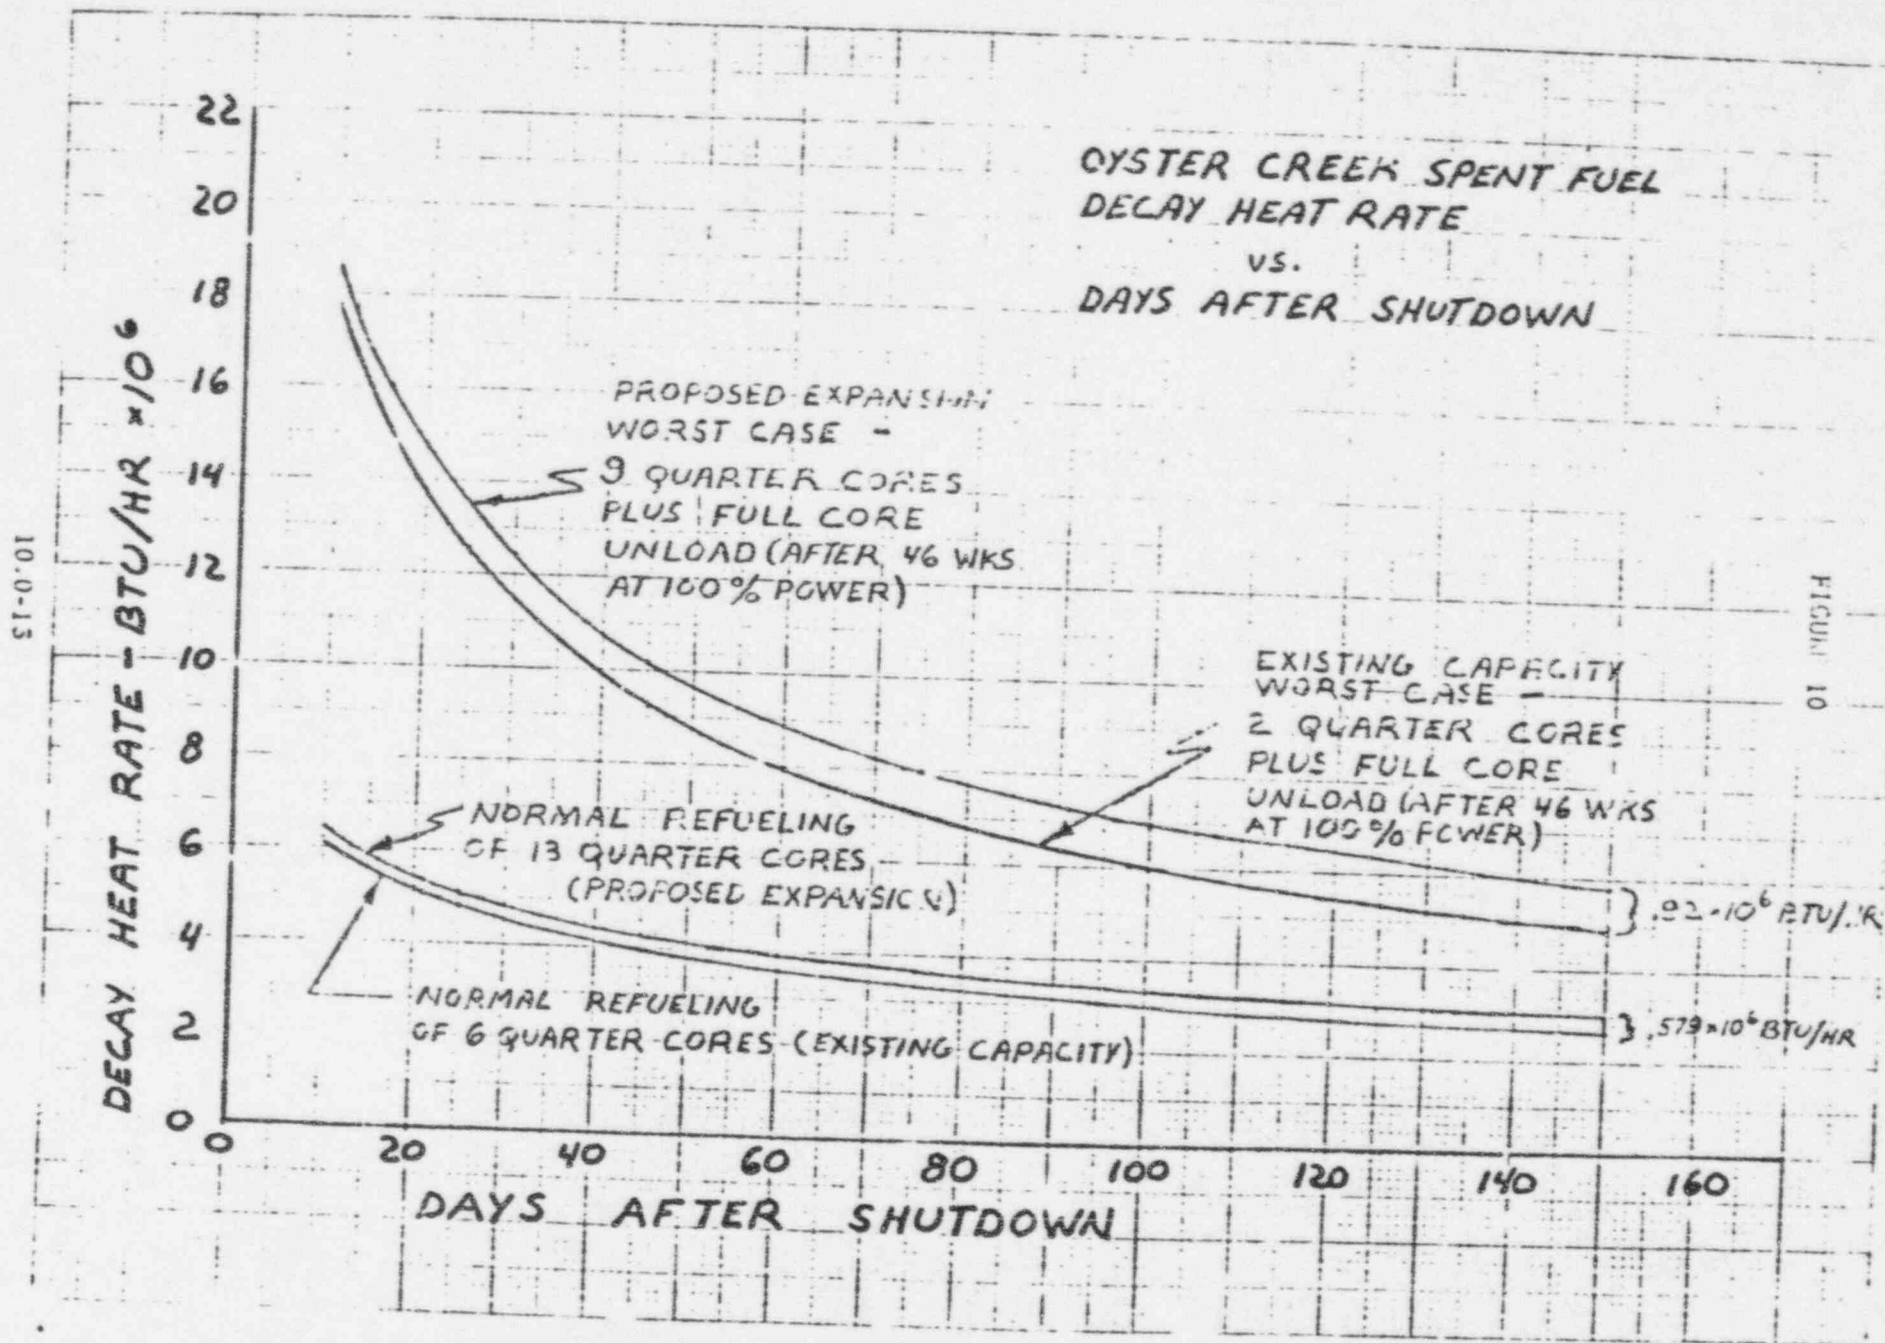 OYSTER CREEK SPENT FUEL
DECAY HEAT RATE
VS.
DAYS AFTER SHUTDOWN
DECAY HEAT RATE - BTU/HR ×10⁶
22
20
18
16
14
12
10
8
6
4
2
0
PROPOSED EXPANSION
WORST CASE -
9 QUARTER CORES
PLUS FULL CORE
UNLOAD (AFTER 46 WKS
AT 100% POWER)
EXISTING CAPACITY
WORST CASE -
2 QUARTER CORES
PLUS FULL CORE
UNLOAD (AFTER 46 WKS
AT 100% POWER)
NORMAL REFUELING
OF 13 QUARTER CORES
(PROPOSED EXPANSION)
NORMAL REFUELING
OF 6 QUARTER CORES (EXISTING CAPACITY)
.92×10⁶ BTU/HR
.579×10⁶ BTU/HR
0 20 40 60 80 100 120 140 160
DAYS AFTER SHUTDOWN
10.0-13
FIGURE 10